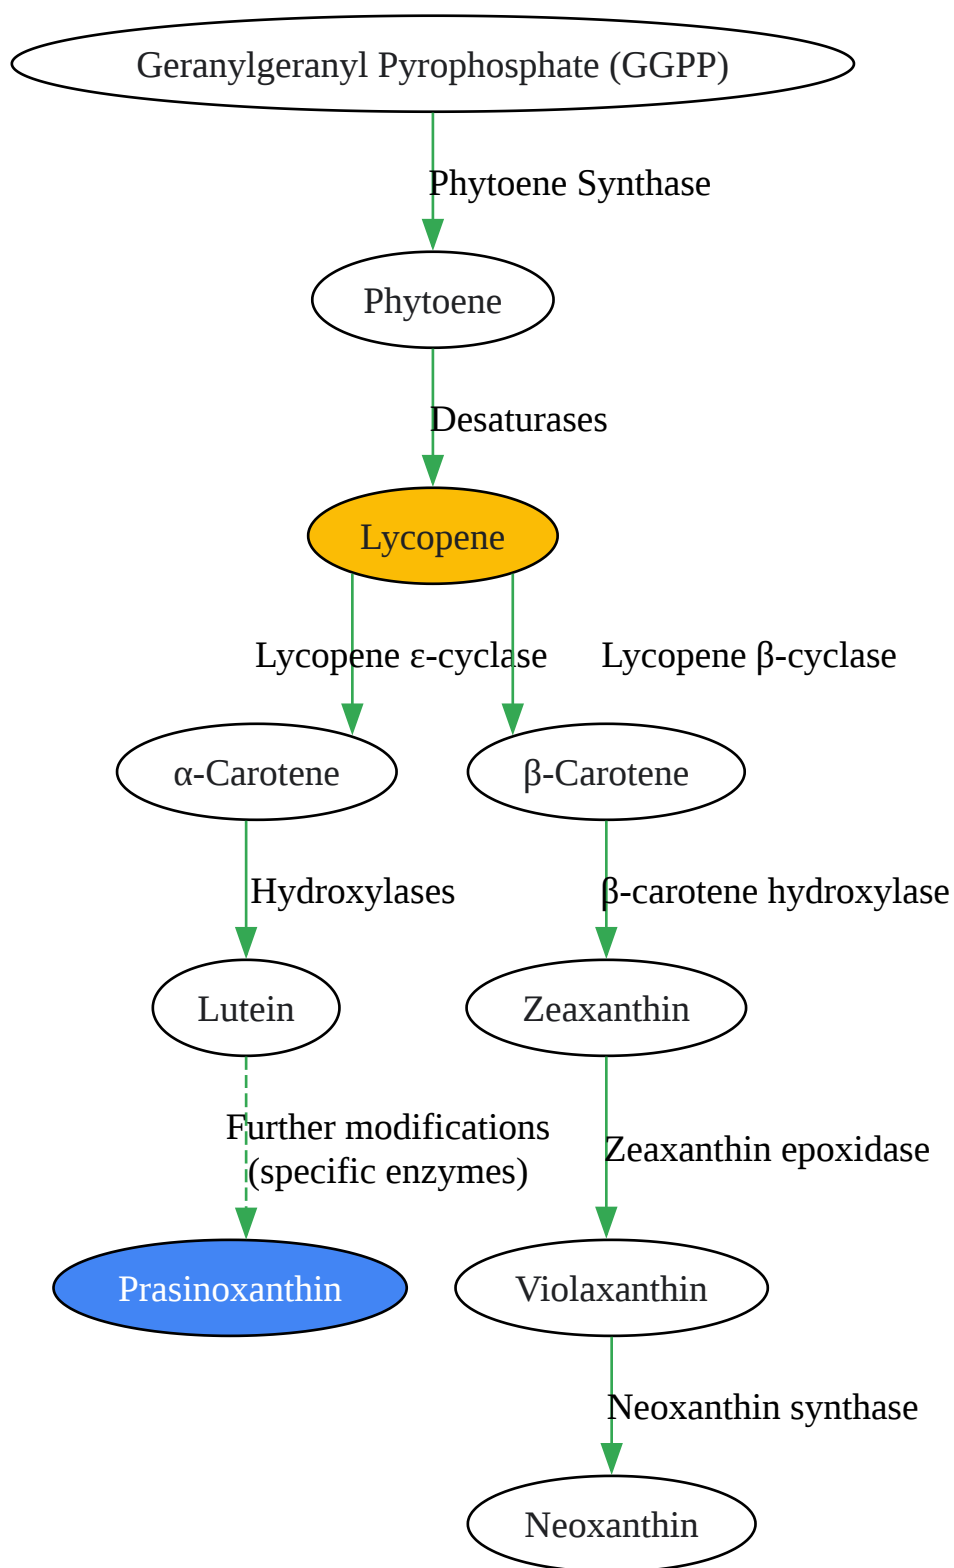 Geranylgeranyl Pyrophosphate (GGPP)
Phytoene Synthase
Phytoene
Desaturases
Lycopene
Lycopene ε-cyclase
Lycopene β-cyclase
α-Carotene
β-Carotene
Hydroxylases
β-carotene hydroxylase
Lutein
Zeaxanthin
Further modifications
(specific enzymes)
Zeaxanthin epoxidase
Prasinoxanthin
Violaxanthin
Neoxanthin synthase
Neoxanthin